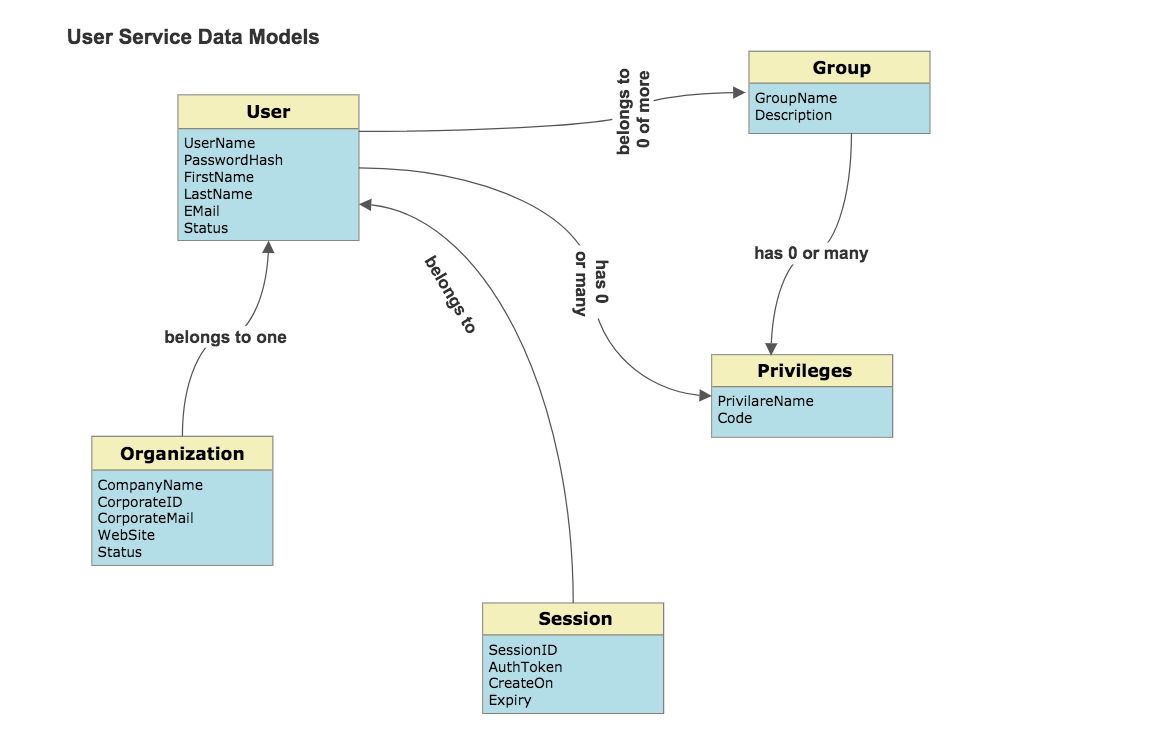 User Service Data Models
User
UserName
PasswordHash
FirstName
LastName
EMail
Status
belongs to
0 of more
Group
GroupName
Description
has 0
or many
has 0 or many
belongs to
belongs to one
Privileges
PrivilareName
Code
Organization
CompanyName
CorporateID
CorporateMail
WebSite
Status
Session
SessionID
AuthToken
CreateOn
Expiry